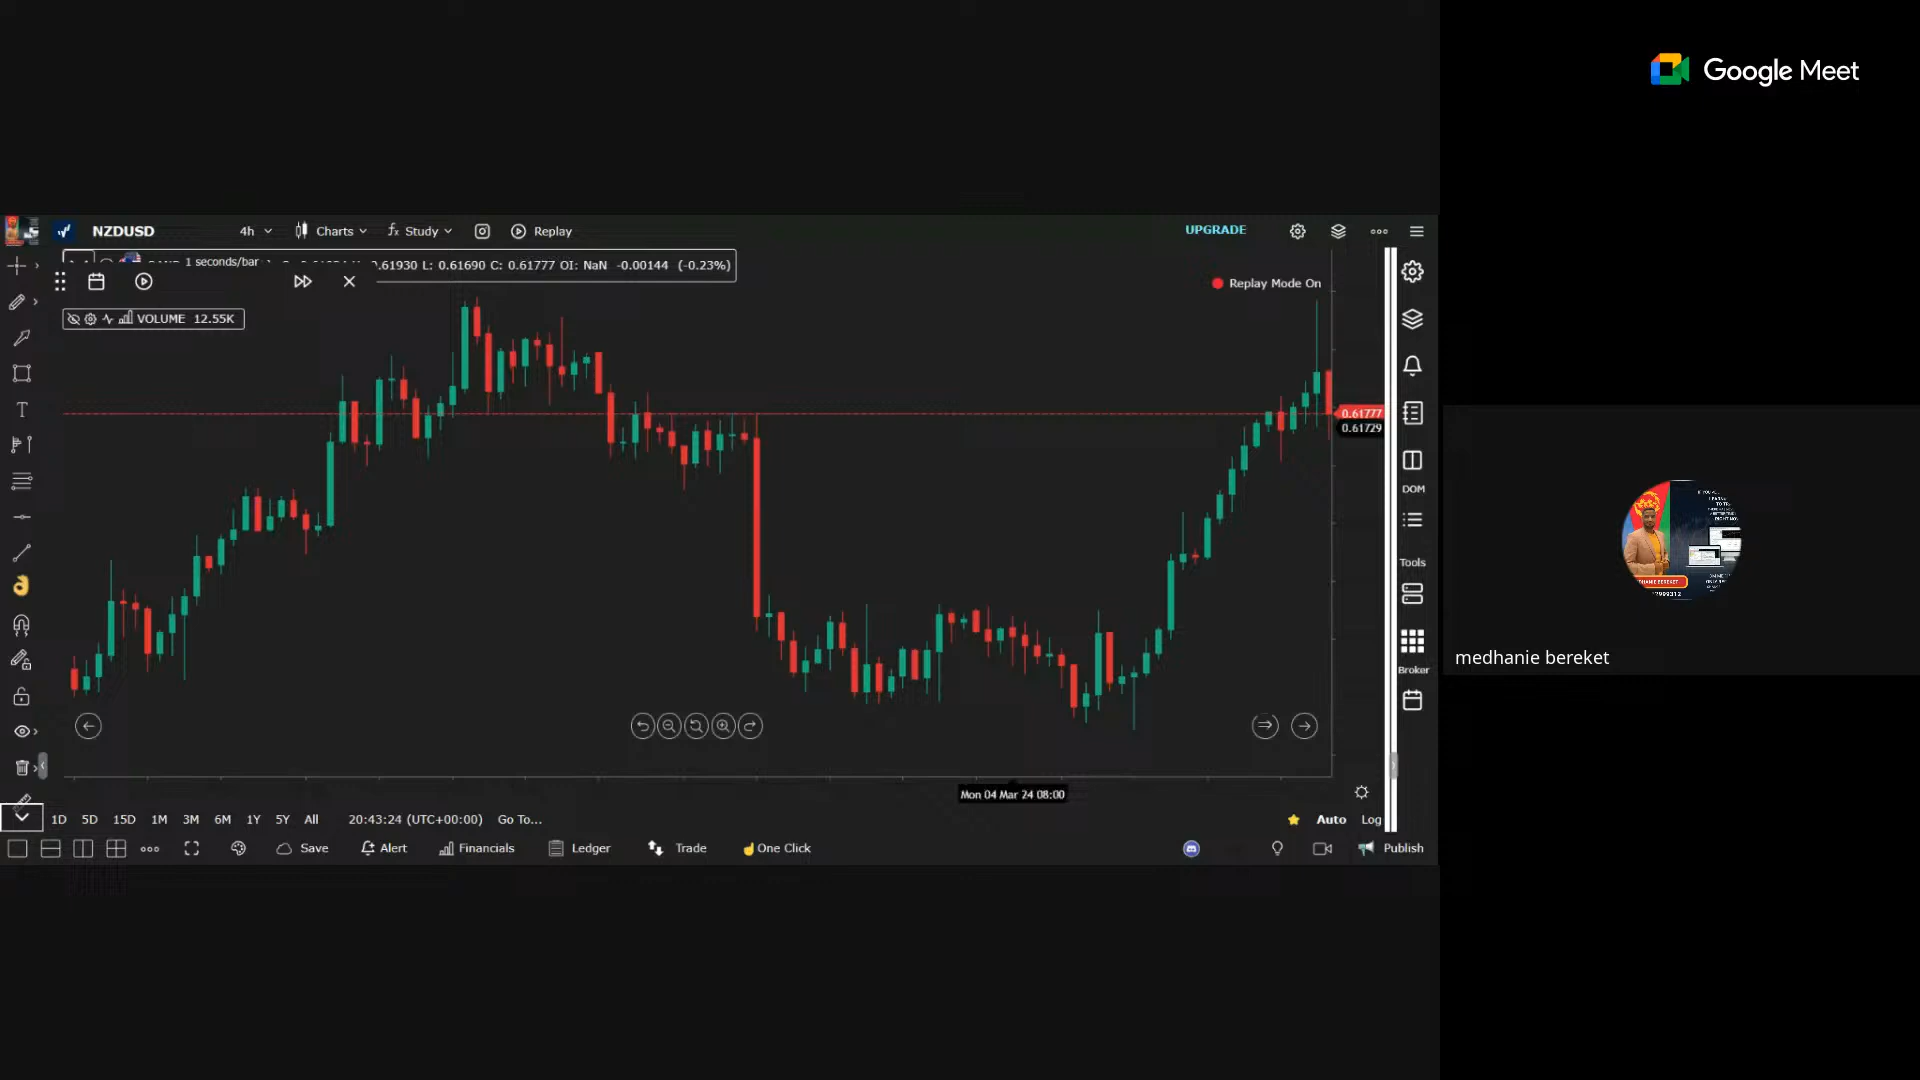 Google Meet
NZDUSD
4h
Charts
Study
Replay
UPGRADE
1 seconds/bar
0.61930 L: 0.61690 C: 0.61777 OI: NaN -0.00144 (-0.23%)
Replay Mode On
VOLUME 12.55K
0.61777
0.61729
DOM
Tools
Broker
MEDHANIE BEREKET
medhanie bereket
Mon 04 Mar 24 08:00
1D 5D 15D 1M 3M 6M 1Y 5Y All
20:43:24 (UTC+00:00)
Go To...
Auto
Log
Save
Alert
Financials
Ledger
Trade
One Click
Publish